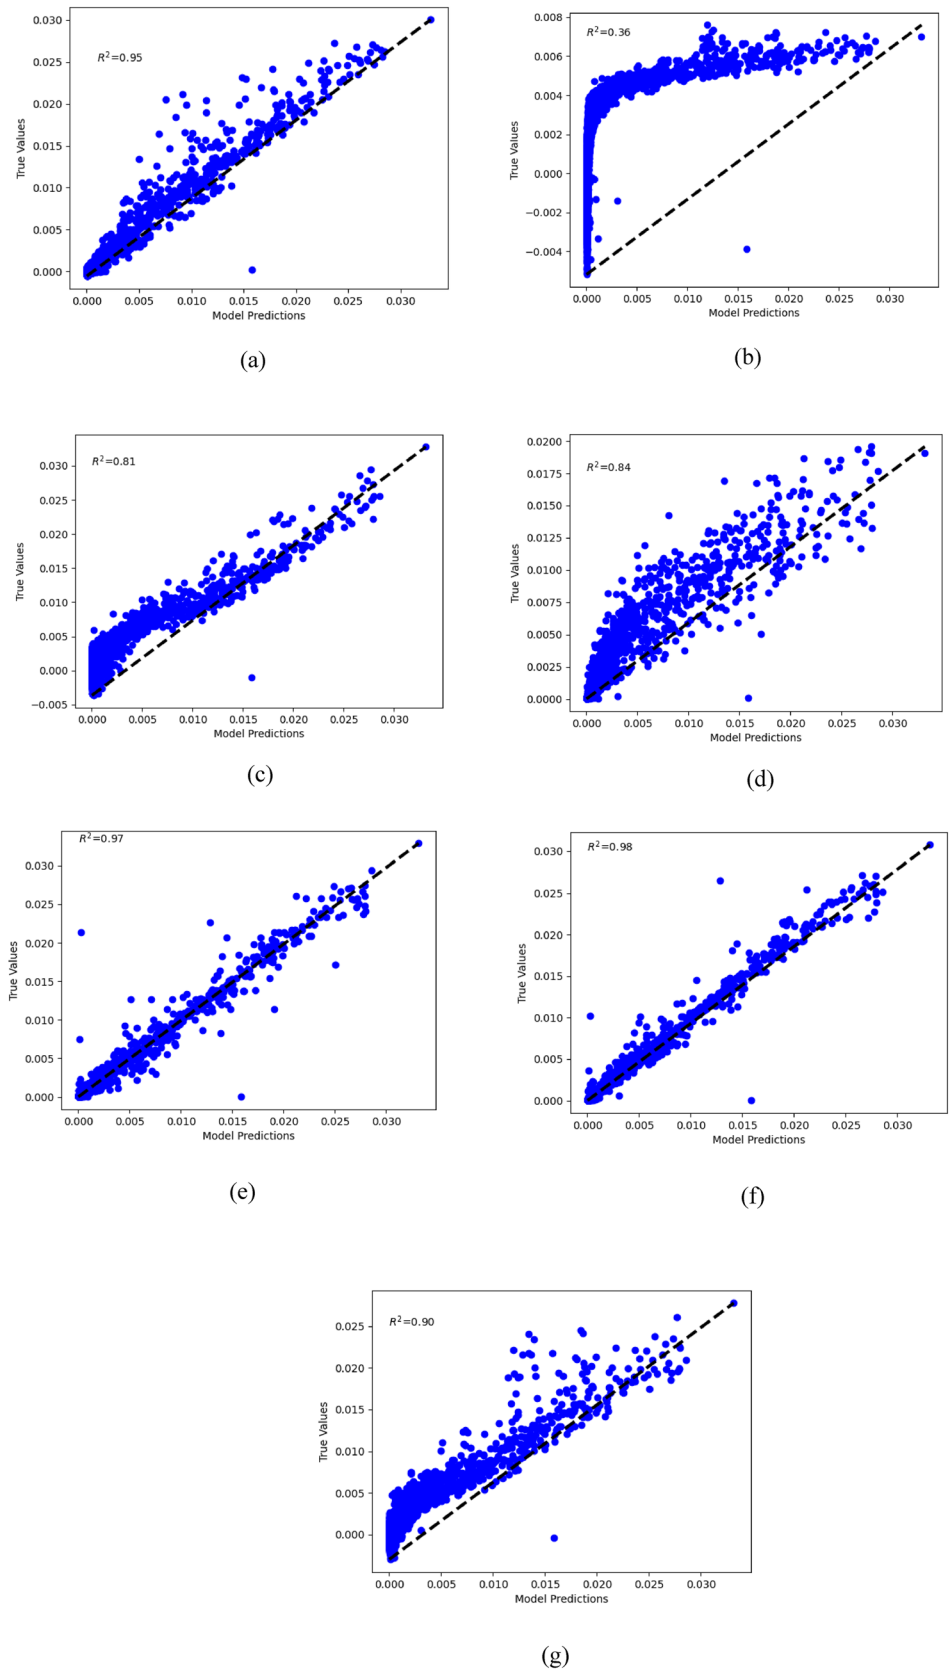 R²=0.95
True Values
0.030
0.025
0.020
0.015
0.010
0.005
0.000
0.000 0.005 0.010 0.015 0.020 0.025 0.030
Model Predictions
(a)
R²=0.36
True Values
0.008
0.006
0.004
0.002
0.000
−0.002
−0.004
0.000 0.005 0.010 0.015 0.020 0.025 0.030
Model Predictions
(b)
R²=0.81
True Values
0.030
0.025
0.020
0.015
0.010
0.005
0.000
−0.005
0.000 0.005 0.010 0.015 0.020 0.025 0.030
Model Predictions
(c)
R²=0.84
True Values
0.0200
0.0175
0.0150
0.0125
0.0100
0.0075
0.0050
0.0025
0.0000
0.000 0.005 0.010 0.015 0.020 0.025 0.030
Model Predictions
(d)
R²=0.97
True Values
0.030
0.025
0.020
0.015
0.010
0.005
0.000
0.000 0.005 0.010 0.015 0.020 0.025 0.030
Model Predictions
(e)
R²=0.98
True Values
0.030
0.025
0.020
0.015
0.010
0.005
0.000
0.000 0.005 0.010 0.015 0.020 0.025 0.030
Model Predictions
(f)
R²=0.90
True Values
0.025
0.020
0.015
0.010
0.005
0.000
0.000 0.005 0.010 0.015 0.020 0.025 0.030
Model Predictions
(g)